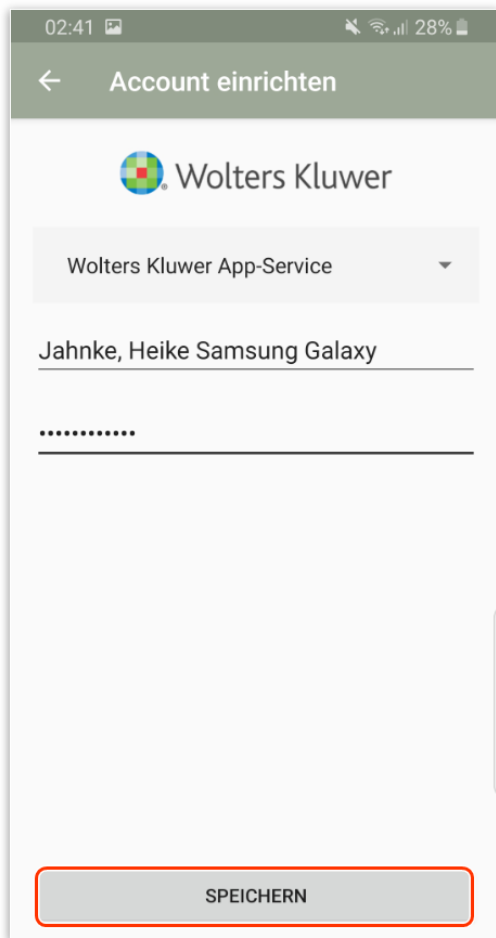 02:41 28%
Account einrichten
Wolters Kluwer
Wolters Kluwer App-Service
Jahnke, Heike Samsung Galaxy
••••••••••••
SPEICHERN